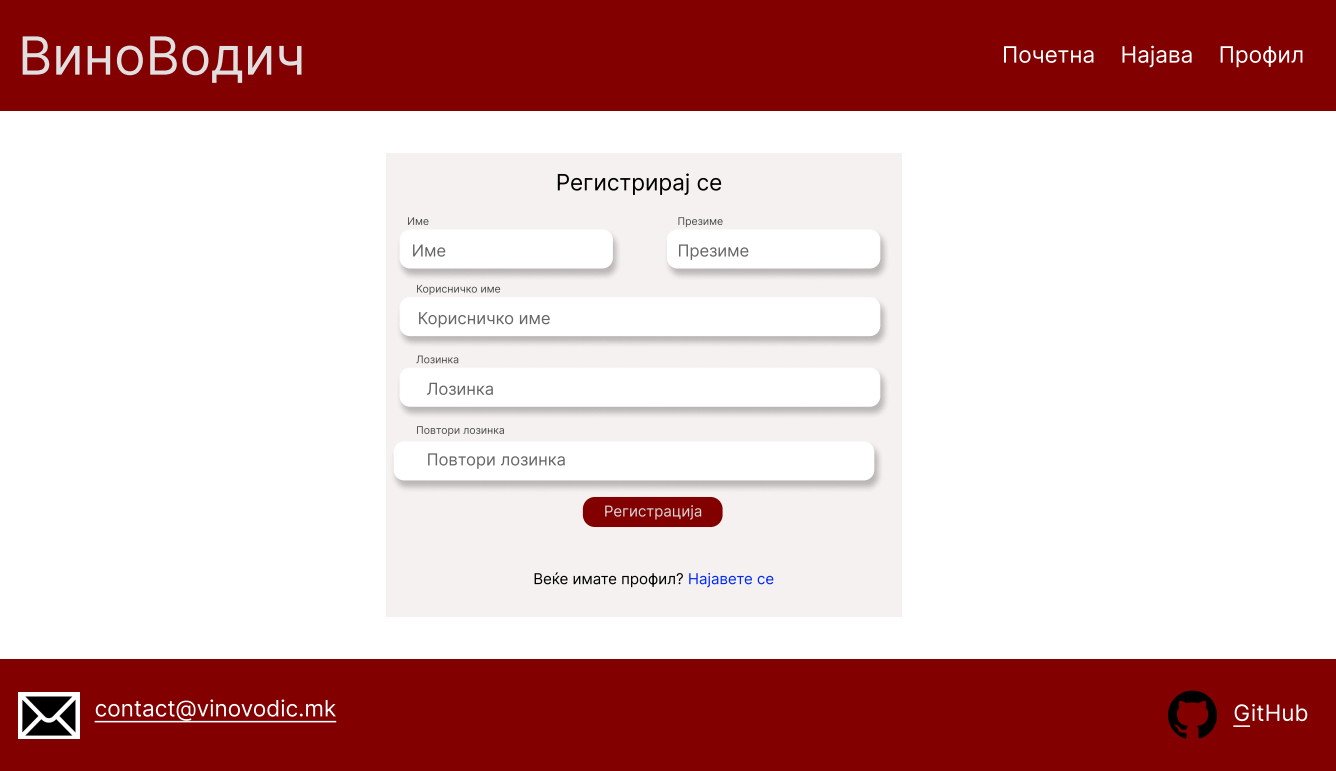 ВиноВодич
Почетна Најава Профил
Регистрирај се
Име Презиме
Име Презиме
Корисничко име
Корисничко име
Лозинка
Лозинка
Повтори лозинка
Повтори лозинка
Регистрација
Веќе имате профил? Најавете се
contact@vinovodic.mk
GitHub